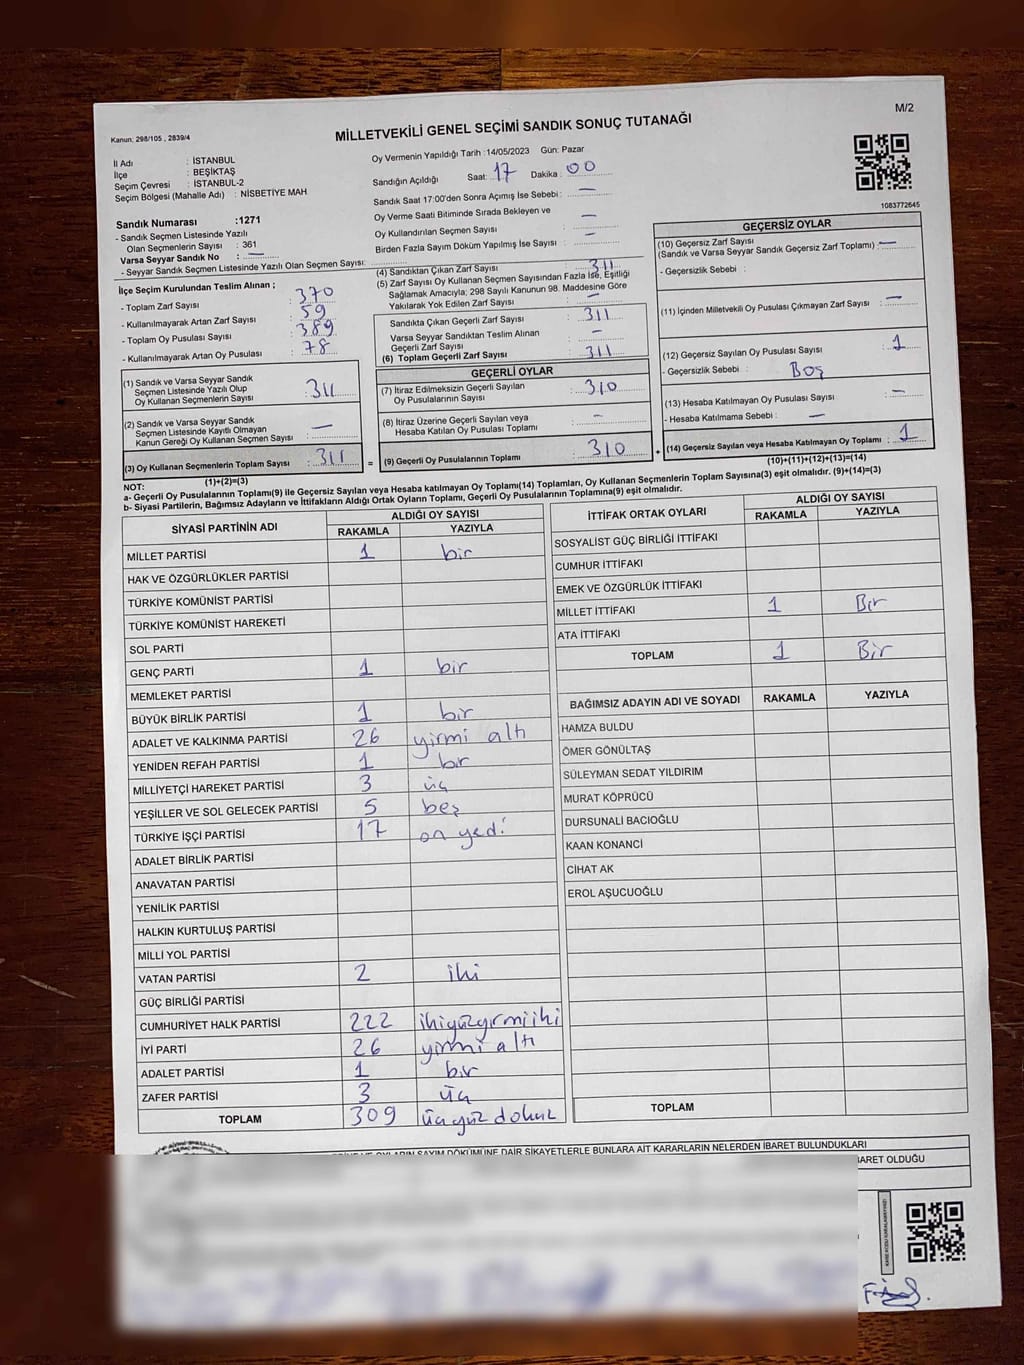 M/2
Kanun: 298/105 , 2839/4
MİLLETVEKİLİ GENEL SEÇİMİ SANDIK SONUÇ TUTANAĞI
İl Adı : İSTANBUL
İlçe : BEŞİKTAŞ
Seçim Çevresi : İSTANBUL-2
Seçim Bölgesi (Mahalle Adı) : NİSBETİYE MAH
Sandık Numarası :1271
- Sandık Seçmen Listesinde Yazılı
Olan Seçmenlerin Sayısı : 361
Varsa Seyyar Sandık No : —
- Seyyar Sandık Seçmen Listesinde Yazılı Olan Seçmen Sayısı:
Oy Vermenin Yapıldığı Tarih :14/05/2023 Gün: Pazar
Sandığın Açıldığı Saat: 17 Dakika : 00
Sandık Saat 17:00'den Sonra Açımış İse Sebebi : —
Oy Verme Saati Bitiminde Sırada Bekleyen ve
Oy Kullandırılan Seçmen Sayısı : —
Birden Fazla Sayım Döküm Yapılmış İse Sayısı : —
1083772645
İlçe Seçim Kurulundan Teslim Alınan ;
- Toplam Zarf Sayısı : 370
- Kullanılmayarak Artan Zarf Sayısı : 59
- Toplam Oy Pusulası Sayısı : 389
- Kullanılmayarak Artan Oy Pusulası : 78
(1) Sandık ve Varsa Seyyar Sandık
Seçmen Listesinde Yazılı Olup
Oy Kullanan Seçmenlerin Sayısı : 311
(2) Sandık ve Varsa Seyyar Sandık
Seçmen Listesinde Kayıtlı Olmayan
Kanun Gereği Oy Kullanan Seçmen Sayısı : —
(3) Oy Kullanan Seçmenlerin Toplam Sayısı : 311
(1)+(2)=(3)
(4) Sandıktan Çıkan Zarf Sayısı : 311
(5) Zarf Sayısı Oy Kullanan Seçmen Sayısından Fazla İse, Eşitliği
Sağlamak Amacıyla; 298 Sayılı Kanunun 98. Maddesine Göre
Yakılarak Yok Edilen Zarf Sayısı : —
Sandıkta Çıkan Geçerli Zarf Sayısı : 311
Varsa Seyyar Sandıktan Teslim Alınan
Geçerli Zarf Sayısı : —
(6) Toplam Geçerli Zarf Sayısı : 311
GEÇERLİ OYLAR
(7) İtiraz Edilmeksizin Geçerli Sayılan
Oy Pusulalarının Sayısı : 310
(8) İtiraz Üzerine Geçerli Sayılan veya
Hesaba Katılan Oy Pusulası Toplamı : —
= (9) Geçerli Oy Pusulalarının Toplamı : 310
GEÇERSİZ OYLAR
(10) Geçersiz Zarf Sayısı
(Sandık ve Varsa Seyyar Sandık Geçersiz Zarf Toplamı) : —
- Geçersizlik Sebebi :
(11) İçinden Milletvekili Oy Pusulası Çıkmayan Zarf Sayısı : —
(12) Geçersiz Sayılan Oy Pusulası Sayısı : 1
- Geçersizlik Sebebi : Boş
(13) Hesaba Katılmayan Oy Pusulası Sayısı : —
- Hesaba Katılmama Sebebi : —
+ (14) Geçersiz Sayılan veya Hesaba Katılmayan Oy Toplamı : 1
(10)+(11)+(12)+(13)=(14)
NOT:
a- Geçerli Oy Pusulalarının Toplamı(9) ile Geçersiz Sayılan veya Hesaba katılmayan Oy Toplamı(14) Toplamları, Oy Kullanan Seçmenlerin Toplam Sayısına(3) eşit olmalıdır. (9)+(14)=(3)
b- Siyasi Partilerin, Bağımsız Adayların ve İttifakların Aldığı Ortak Oyların Toplamı, Geçerli Oy Pusulalarının Toplamına(9) eşit olmalıdır.
SİYASİ PARTİNİN ADI ALDIĞI OY SAYISI
RAKAMLA YAZIYLA
MİLLET PARTİSİ 1 bir
HAK VE ÖZGÜRLÜKLER PARTİSİ
TÜRKİYE KOMÜNİST PARTİSİ
TÜRKİYE KOMÜNİST HAREKETİ
SOL PARTİ
GENÇ PARTİ 1 bir
MEMLEKET PARTİSİ
BÜYÜK BİRLİK PARTİSİ 1 bir
ADALET VE KALKINMA PARTİSİ 26 yirmi altı
YENİDEN REFAH PARTİSİ 1 bir
MİLLİYETÇİ HAREKET PARTİSİ 3 üç
YEŞİLLER VE SOL GELECEK PARTİSİ 5 beş
TÜRKİYE İŞÇİ PARTİSİ 17 on yedi
ADALET BİRLİK PARTİSİ
ANAVATAN PARTİSİ
YENİLİK PARTİSİ
HALKIN KURTULUŞ PARTİSİ
MİLLİ YOL PARTİSİ
VATAN PARTİSİ 2 iki
GÜÇ BİRLİĞİ PARTİSİ
CUMHURİYET HALK PARTİSİ 222 ikiyüzyirmiiki
İYİ PARTİ 26 yirmi altı
ADALET PARTİSİ 1 bir
ZAFER PARTİSİ 3 üç
TOPLAM 309 üçyüz dokuz
İTTİFAK ORTAK OYLARI ALDIĞI OY SAYISI
RAKAMLA YAZIYLA
SOSYALİST GÜÇ BİRLİĞİ İTTİFAKI
CUMHUR İTTİFAKI
EMEK VE ÖZGÜRLÜK İTTİFAKI
MİLLET İTTİFAKI 1 Bir
ATA İTTİFAKI
TOPLAM 1 Bir
BAĞIMSIZ ADAYIN ADI VE SOYADI RAKAMLA YAZIYLA
HAMZA BULDU
ÖMER GÖNÜLTAŞ
SÜLEYMAN SEDAT YILDIRIM
MURAT KÖPRÜCÜ
DURSUNALİ BACIOĞLU
KAAN KONANCİ
CİHAT AK
EROL AŞUCUOĞLU
TOPLAM
OYLARIN SAYIM DÖKÜMÜNE DAİR ŞİKAYETLERLE BUNLARA AİT KARARLARIN NELERDEN İBARET BULUNDUKLARI
BARET OLDUĞU